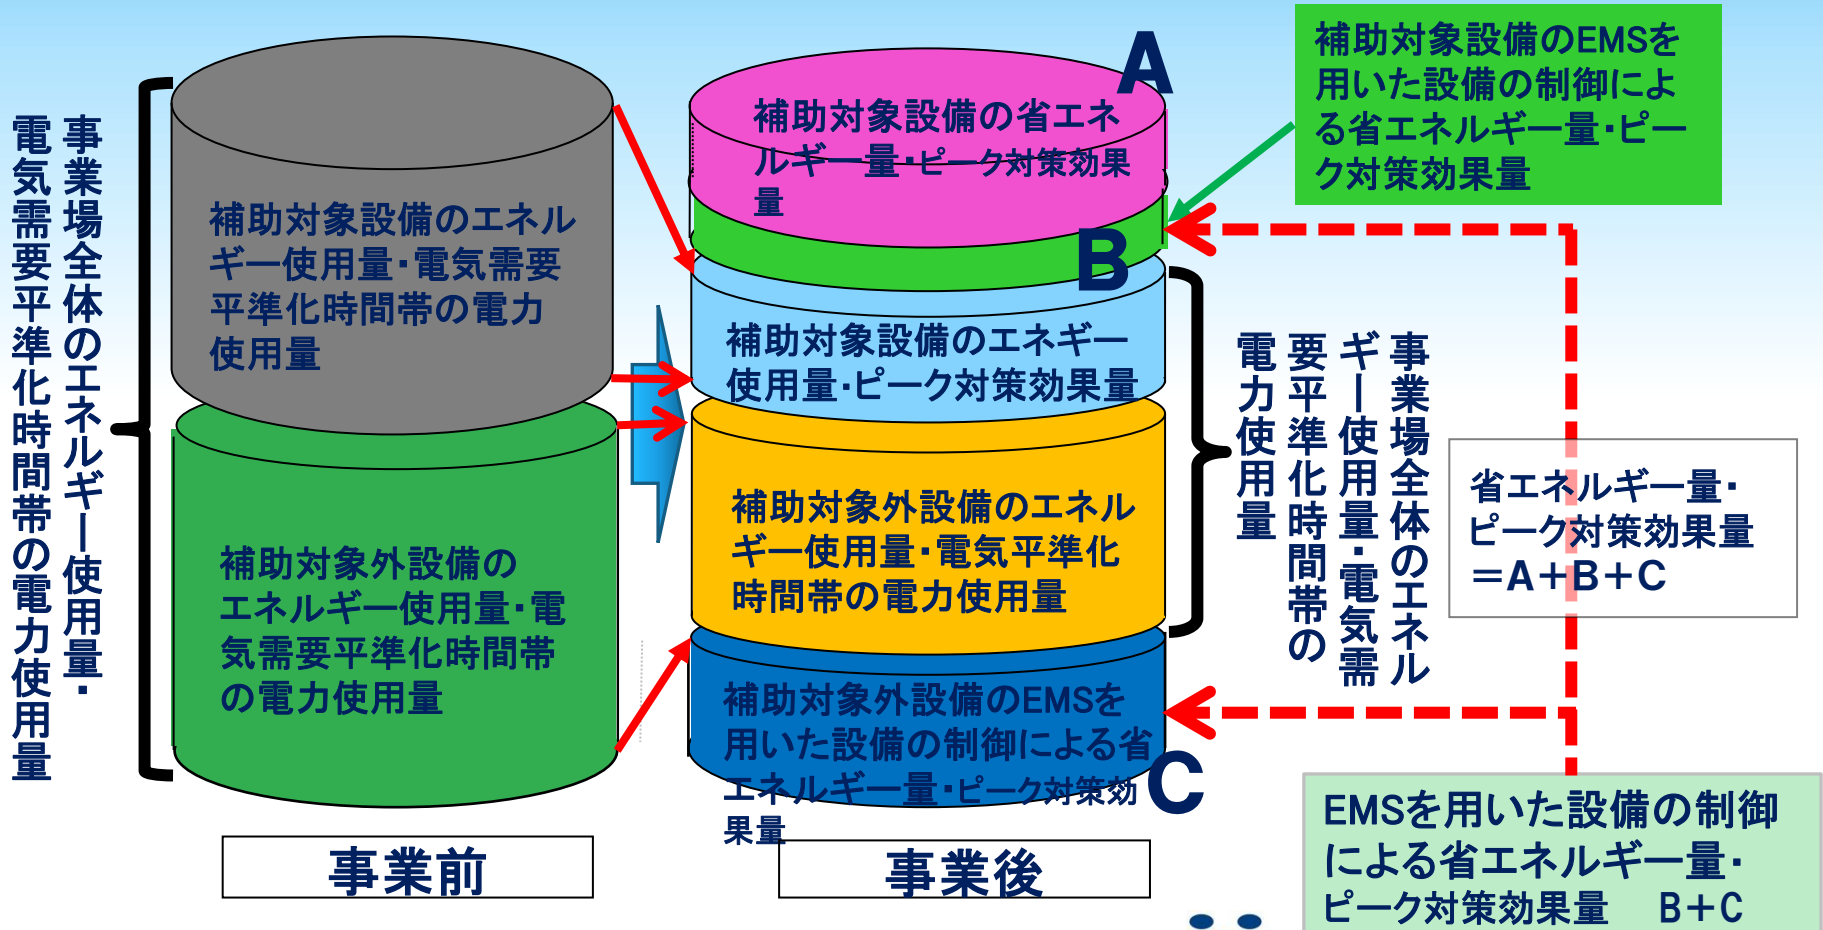 事業場全体のエネルギー使用量・
電気需要平準化時間帯の電力使用量
補助対象設備のエネル
ギー使用量・電気需要
平準化時間帯の電力
使用量
補助対象外設備の
エネルギー使用量・電
気需要平準化時間帯
の電力使用量
事業前
A
補助対象設備の省エネ
ルギー量・ピーク対策効果
量
B
補助対象設備のエネギー
使用量・ピーク対策効果量
補助対象外設備のエネル
ギー使用量・電気平準化
時間帯の電力使用量
補助対象外設備のEMSを
用いた設備の制御による省
エネルギー量・ピーク対策効
果量
C
事業後
補助対象設備のEMSを
用いた設備の制御によ
る省エネルギー量・ピー
ク対策効果量
事業場全体のエネル
ギー使用量・電気需
要平準化時間帯の
電力使用量
省エネルギー量・
ピーク対策効果量
＝A＋B＋C
EMSを用いた設備の制御
による省エネルギー量・
ピーク対策効果量　B＋C